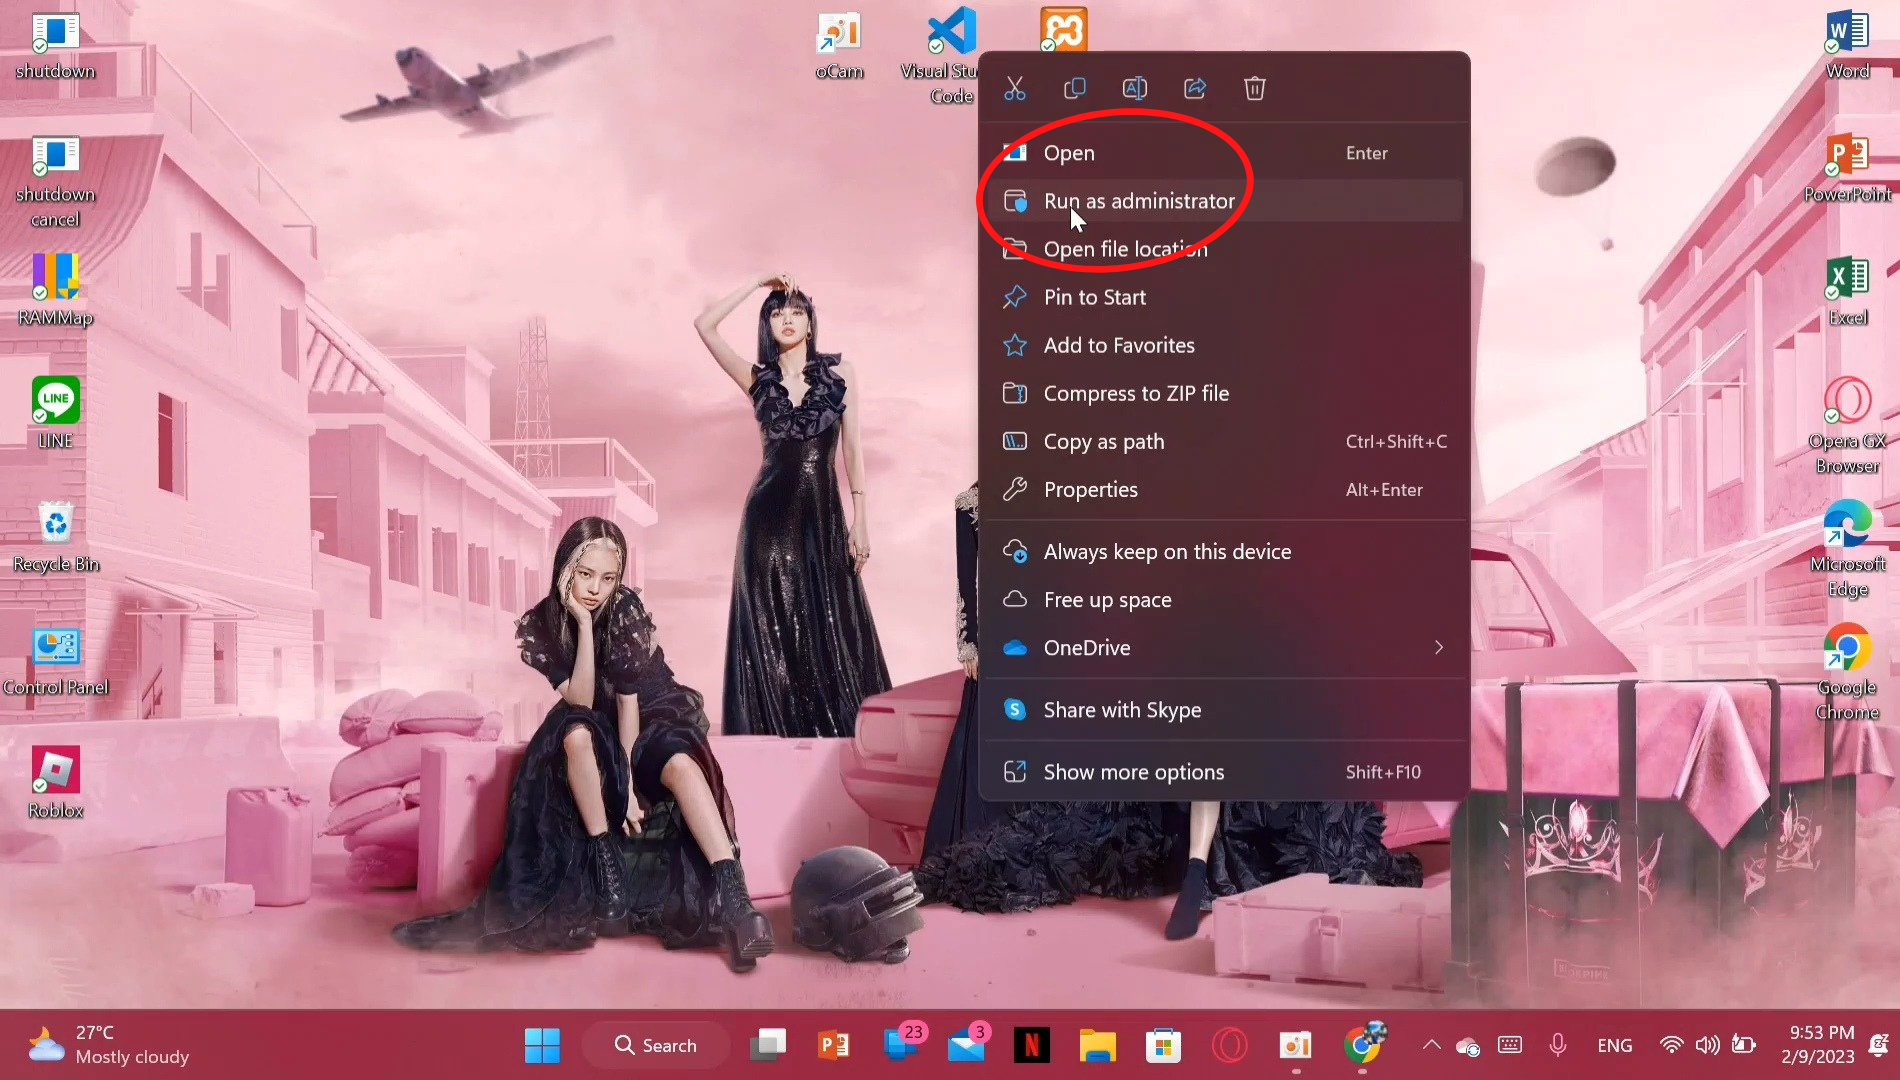 shutdown
shutdown
cancel
RAMMap
LINE
LINE
Recycle Bin
Control Panel
Roblox
oCam
Visual Stu
Code
Open Enter
Run as administrator
Open file location
Pin to Start
Add to Favorites
Compress to ZIP file
Copy as path Ctrl+Shift+C
Properties Alt+Enter
Always keep on this device
Free up space
OneDrive
S Share with Skype
Show more options Shift+F10
W
Word
P
PowerPoint
X
Excel
Opera GX
Browser
Microsoft
Edge
Google
Chrome
BLACKPINK
27°C
Mostly cloudy
Search
P
23
3
N
ENG
9:53 PM
2/9/2023